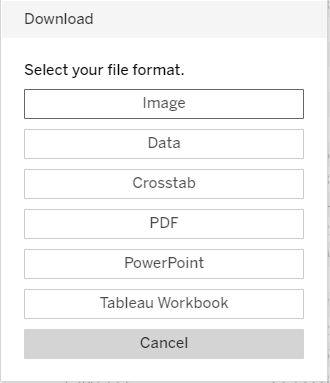 Download
Select your file format.
Image
Data
Crosstab
PDF
PowerPoint
Tableau Workbook
Cancel